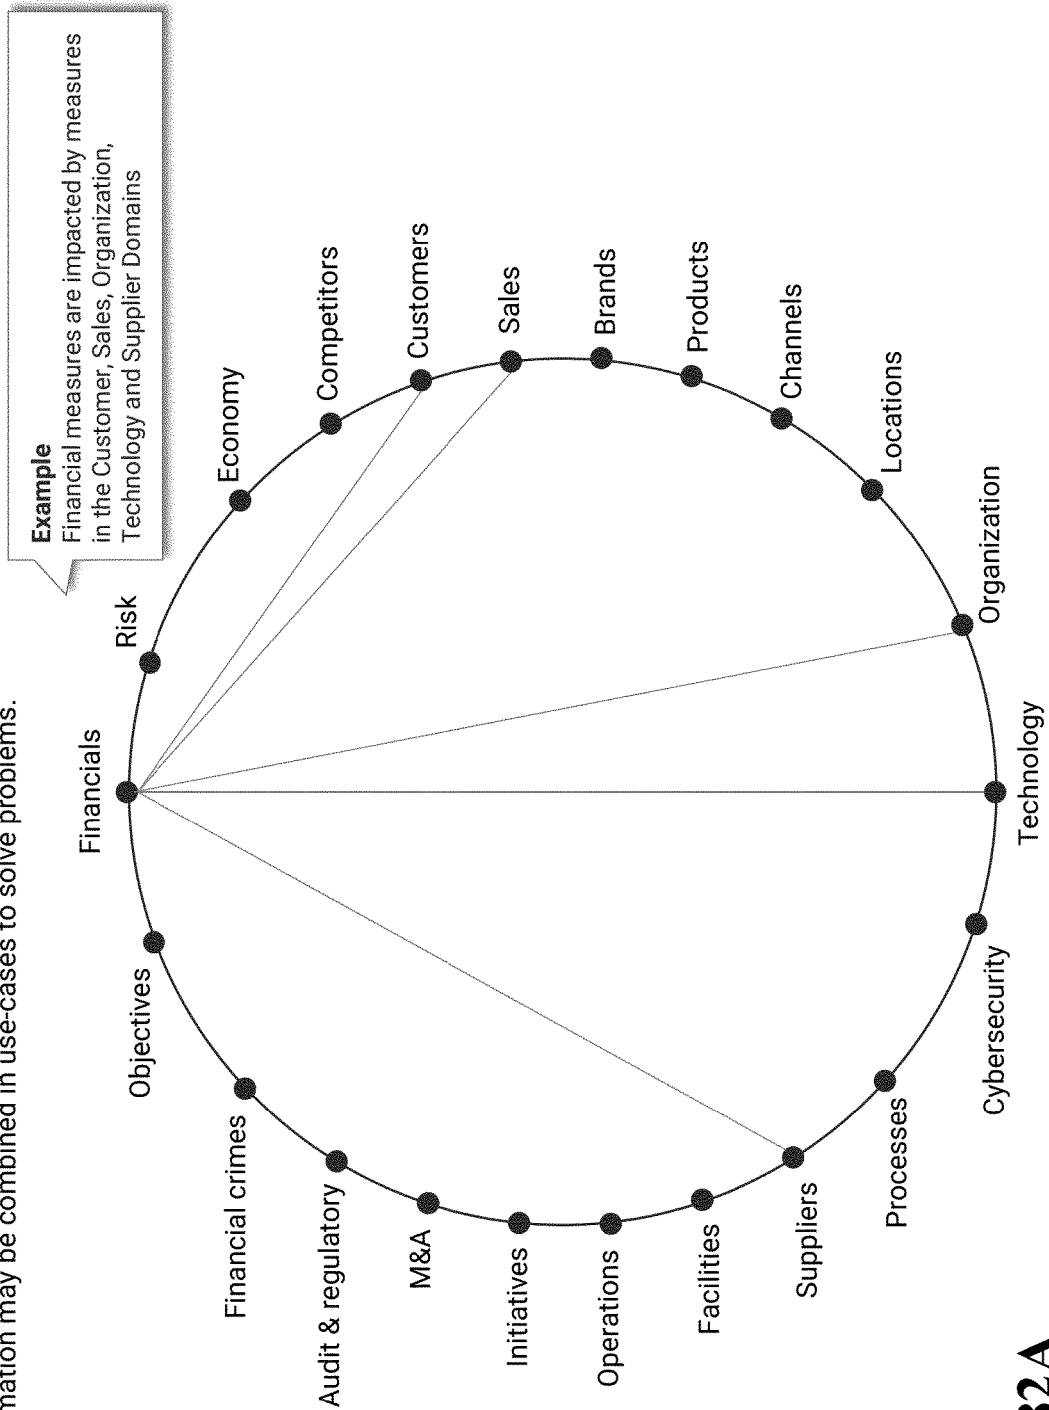 may be combined in use-cases to solve problems.
Example
Financial measures are impacted by measures
in the Customer, Sales, Organization,
Technology and Supplier Domains
Financials
Risk
Economy
Competitors
Customers
Sales
Brands
Products
Channels
Locations
Organization
Technology
Cybersecurity
Processes
Suppliers
Facilities
Operations
Initiatives
M&A
Audit & regulatory
Financial crimes
Objectives